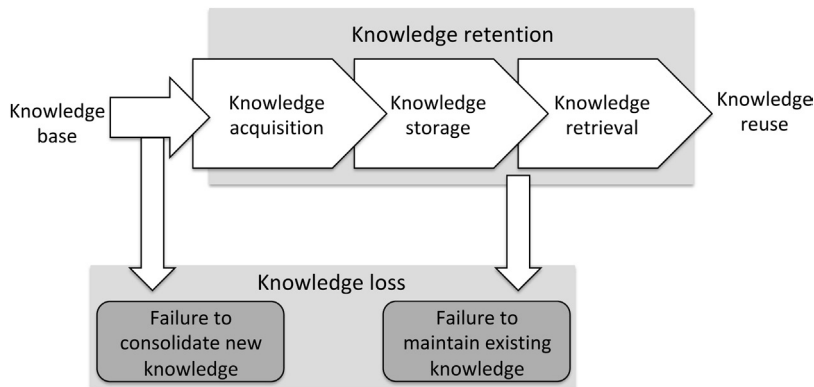 Knowledge retention
Knowledge
base
Knowledge
acquisition
Knowledge
storage
Knowledge
retrieval
Knowledge
reuse
Knowledge loss
Failure to
consolidate new
knowledge
Failure to
maintain existing
knowledge